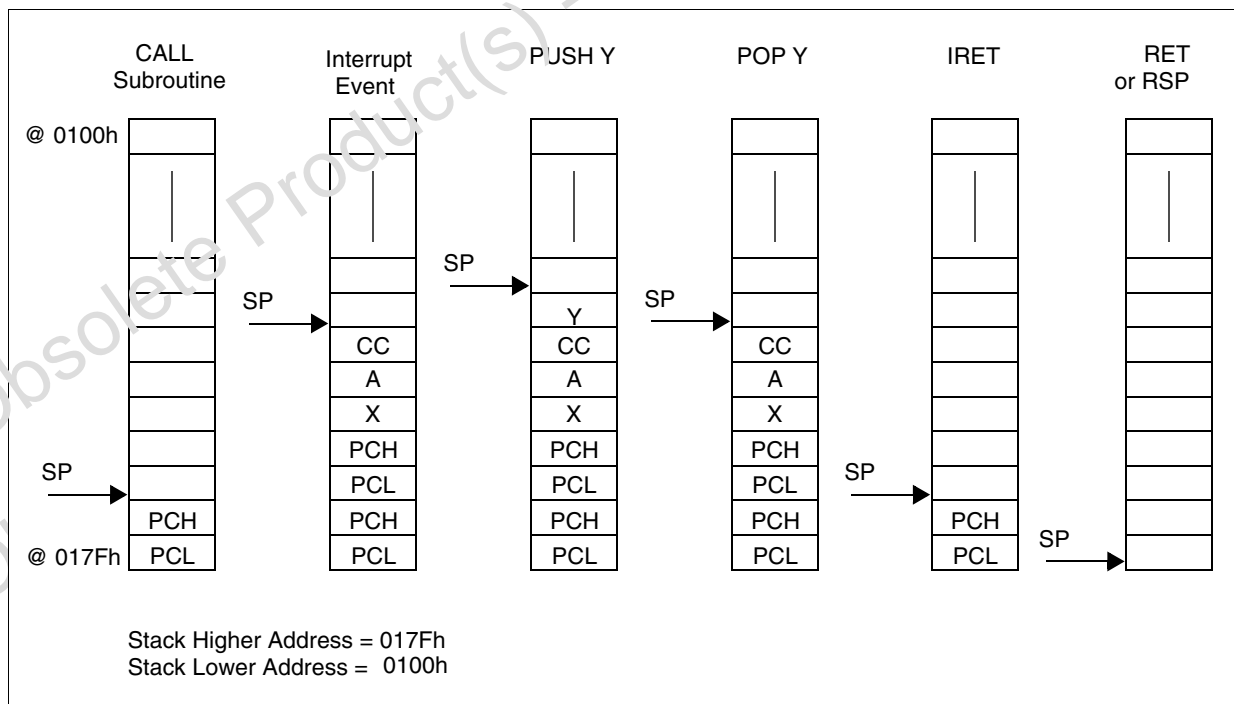 Obsolete Product(s)
CALL Subroutine
Interrupt Event
PUSH Y
POP Y
IRET
RET or RSP
@ 0100h
SP
PCH
@ 017Fh PCL
SP
CC
A
X
PCH
PCL
PCH
PCL
SP
Y
CC
A
X
PCH
PCL
PCH
PCL
SP
CC
A
X
PCH
PCL
PCH
PCL
SP
PCH
PCL
SP
Stack Higher Address = 017Fh
Stack Lower Address = 0100h